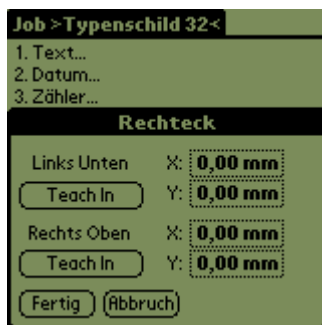 Job >Typenschild 32<
1. Text...
2. Datum...
3. Zähler...
Rechteck
Links Unten X: 0,00 mm
Teach In Y: 0,00 mm
Rechts Oben X: 0,00 mm
Teach In Y: 0,00 mm
Fertig Abbruch